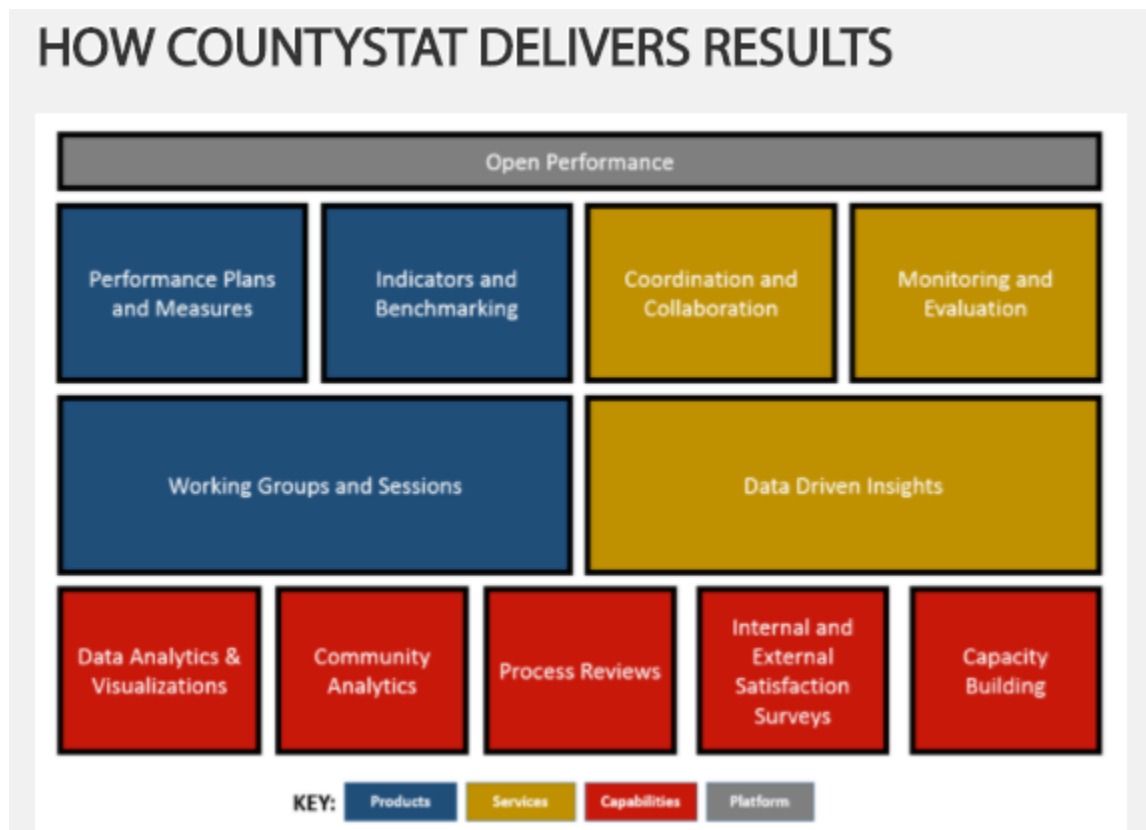 HOW COUNTYSTAT DELIVERS RESULTS
Open Performance
Performance Plans
and Measures
Indicators and
Benchmarking
Coordination and
Collaboration
Monitoring and
Evaluation
Working Groups and Sessions
Data Driven Insights
Data Analytics &
Visualizations
Community
Analytics
Process Reviews
Internal and
External
Satisfaction
Surveys
Capacity
Building
KEY: Products Services Capabilities Platform